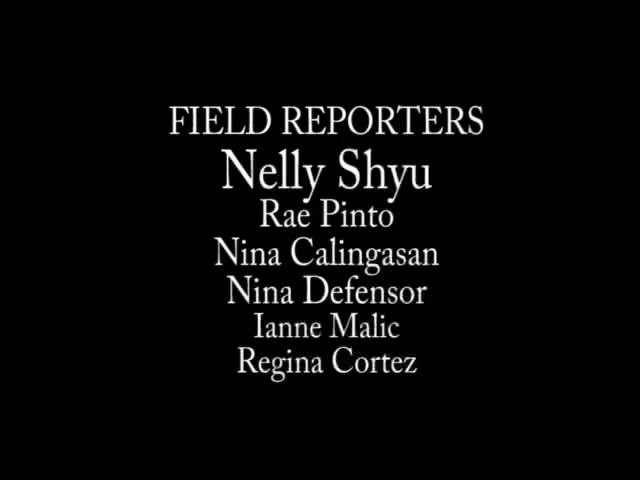 FIELD REPORTERS
Nelly Shyu
Rae Pinto
Nina Calingasan
Nina Defensor
Ianne Malic
Regina Cortez